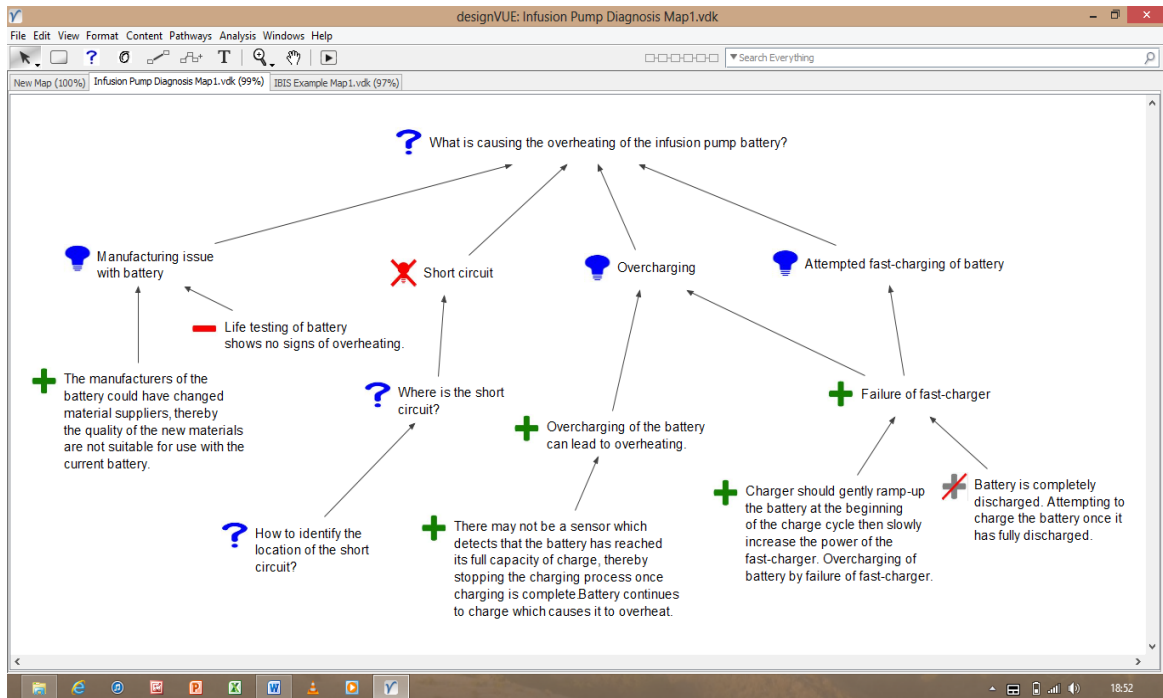 designVUE: Infusion Pump Diagnosis Map1.vdk
File Edit View Format Content Pathways Analysis Windows Help
Search Everything
New Map (100%) Infusion Pump Diagnosis Map1.vdk (99%) IBIS Example Map1.vdk (97%)
What is causing the overheating of the infusion pump battery?
Manufacturing issue
with battery
Short circuit
Overcharging
Attempted fast-charging of battery
Life testing of battery
shows no signs of overheating.
The manufacturers of the
battery could have changed
material suppliers, thereby
the quality of the new materials
are not suitable for use with the
current battery.
Where is the short
circuit?
Overcharging of the battery
can lead to overheating.
Failure of fast-charger
How to identify the
location of the short
circuit?
There may not be a sensor which
detects that the battery has reached
its full capacity of charge, thereby
stopping the charging process once
charging is complete.Battery continues
to charge which causes it to overheat.
Charger should gently ramp-up
the battery at the beginning
of the charge cycle then slowly
increase the power of the
fast-charger. Overcharging of
battery by failure of fast-charger.
Battery is completely
discharged. Attempting to
charge the battery once it
has fully discharged.
18:52